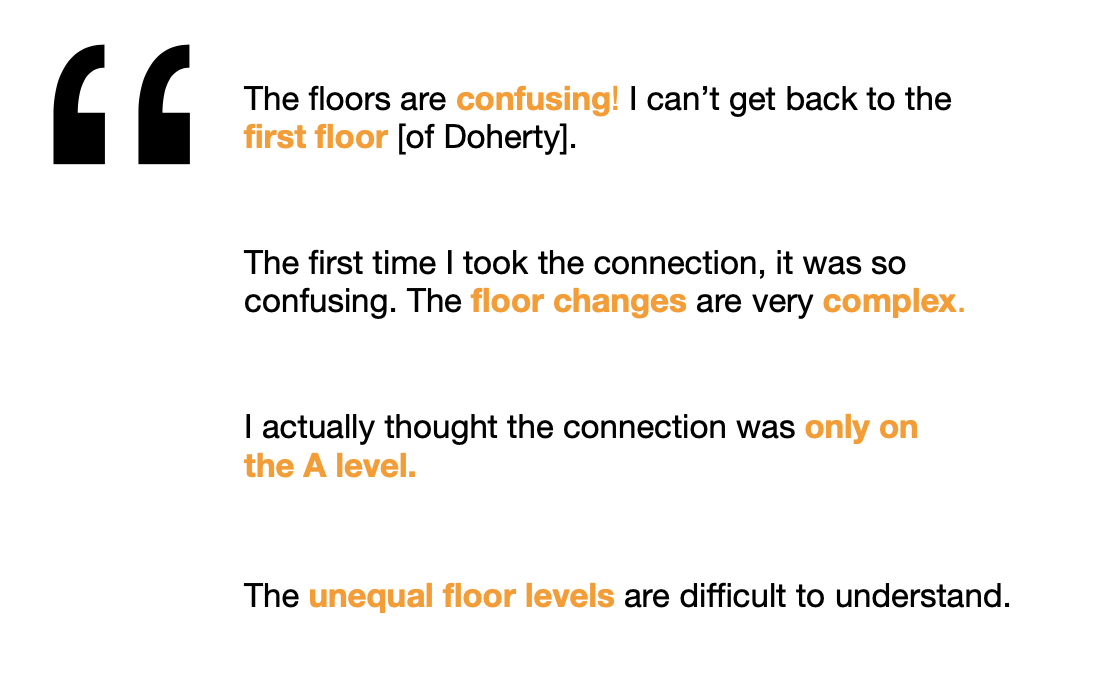 “
The floors are confusing! I can’t get back to the
first floor [of Doherty].
The first time I took the connection, it was so
confusing. The floor changes are very complex.
I actually thought the connection was only on
the A level.
The unequal floor levels are difficult to understand.